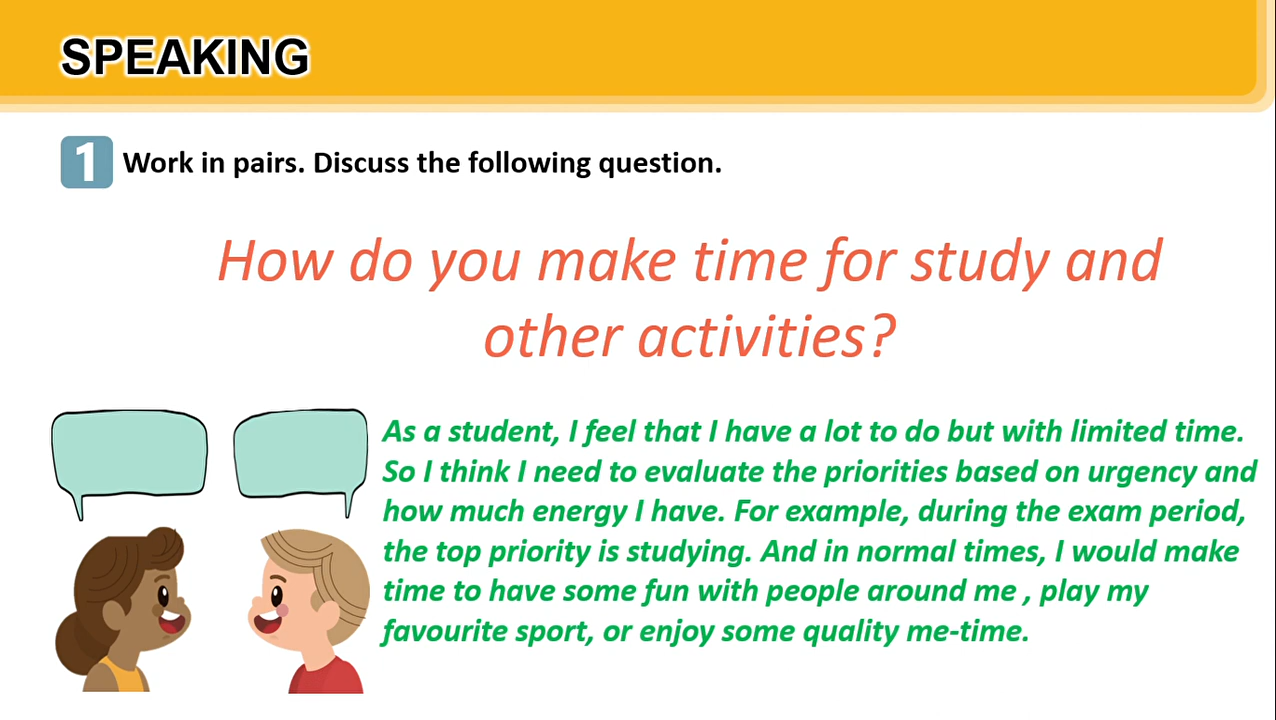 SPEAKING
1 Work in pairs. Discuss the following question.
How do you make time for study and
other activities?
As a student, I feel that I have a lot to do but with limited time.
So I think I need to evaluate the priorities based on urgency and
how much energy I have. For example, during the exam period,
the top priority is studying. And in normal times, I would make
time to have some fun with people around me , play my
favourite sport, or enjoy some quality me-time.